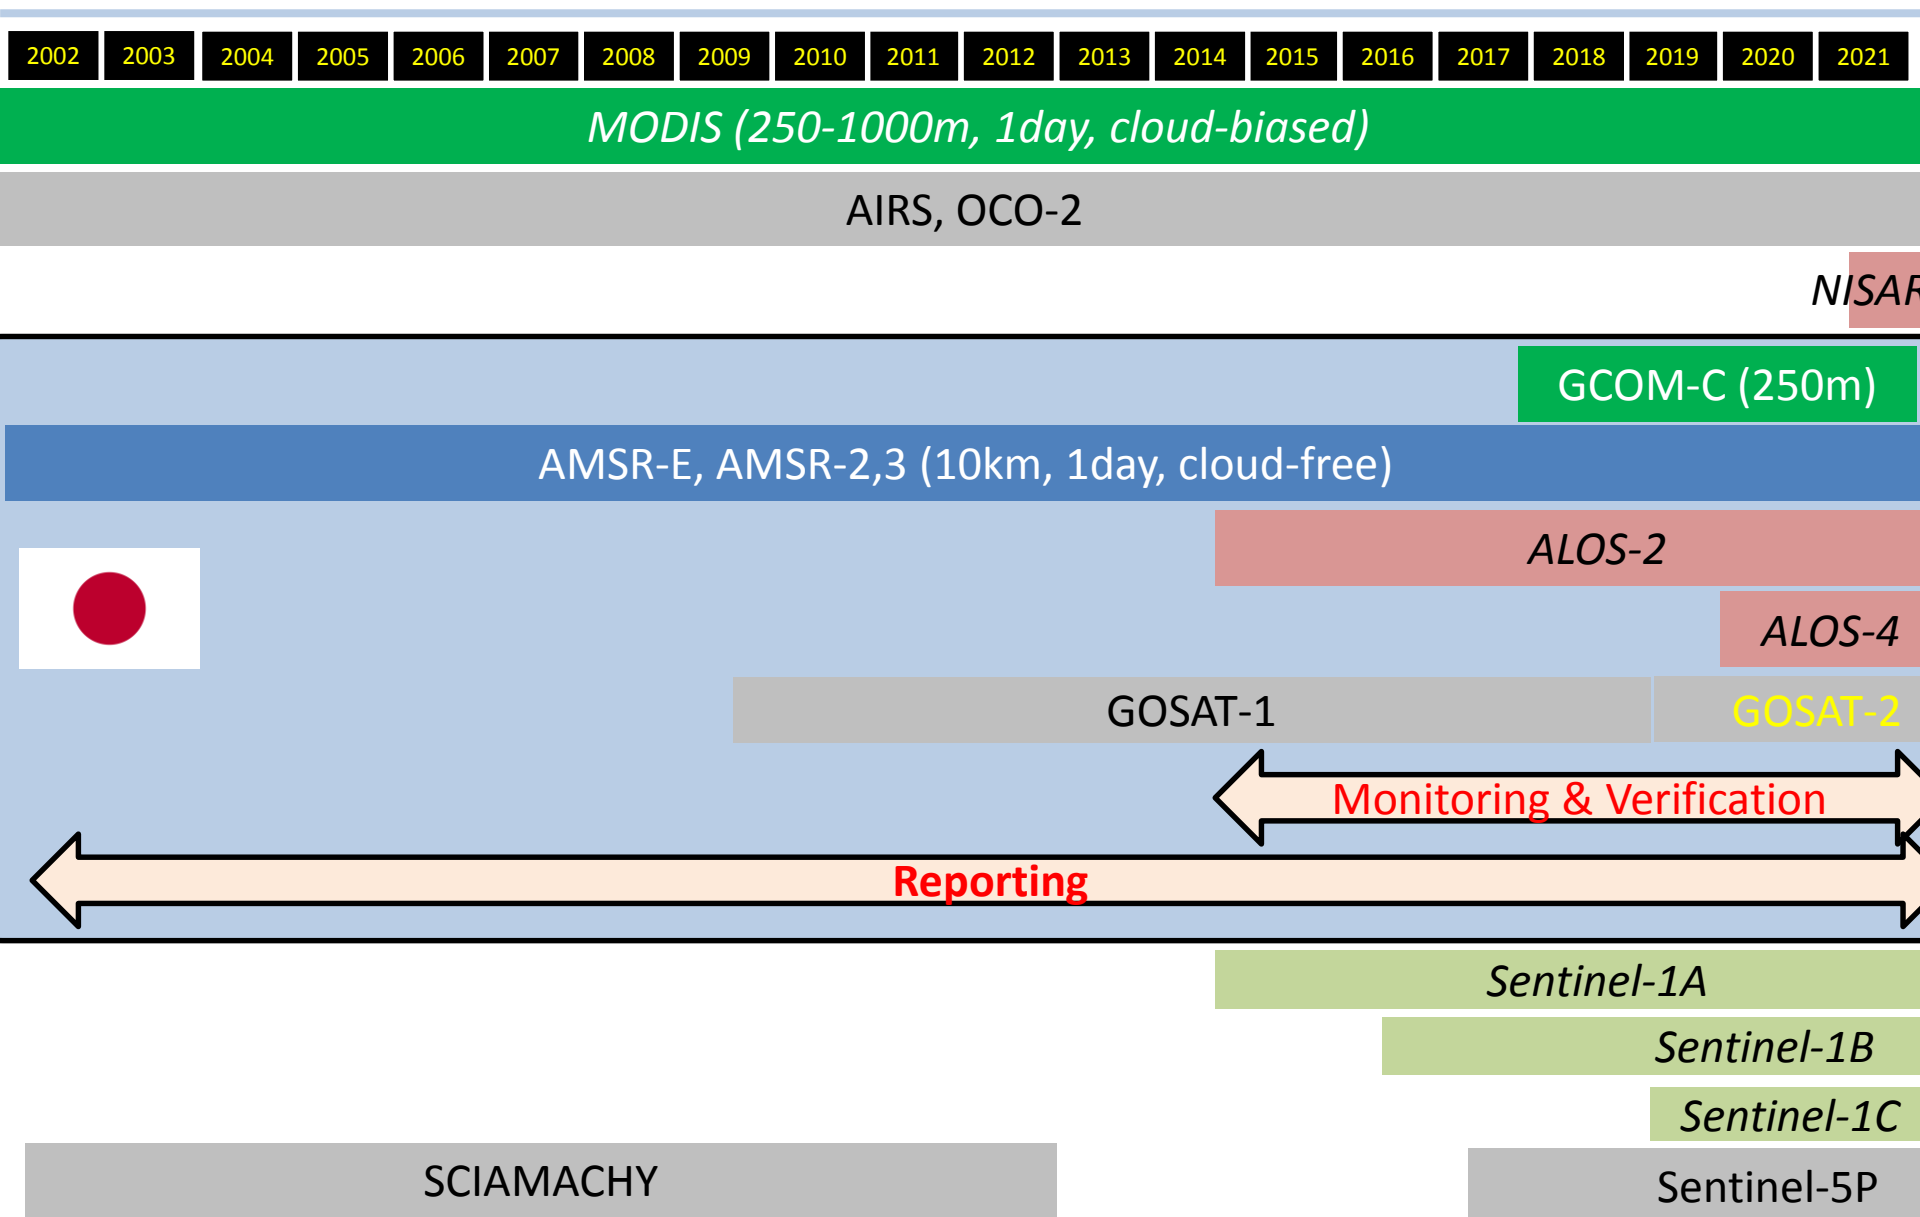 2002 2003 2004 2005 2006 2007 2008 2009 2010 2011 2012 2013 2014 2015 2016 2017 2018 2019 2020 2021
MODIS (250-1000m, 1day, cloud-biased)
AIRS, OCO-2
NISAR
GCOM-C (250m)
AMSR-E, AMSR-2,3 (10km, 1day, cloud-free)
ALOS-2
ALOS-4
GOSAT-1 GOSAT-2
Monitoring & Verification
Reporting
Sentinel-1A
Sentinel-1B
Sentinel-1C
SCIAMACHY Sentinel-5P